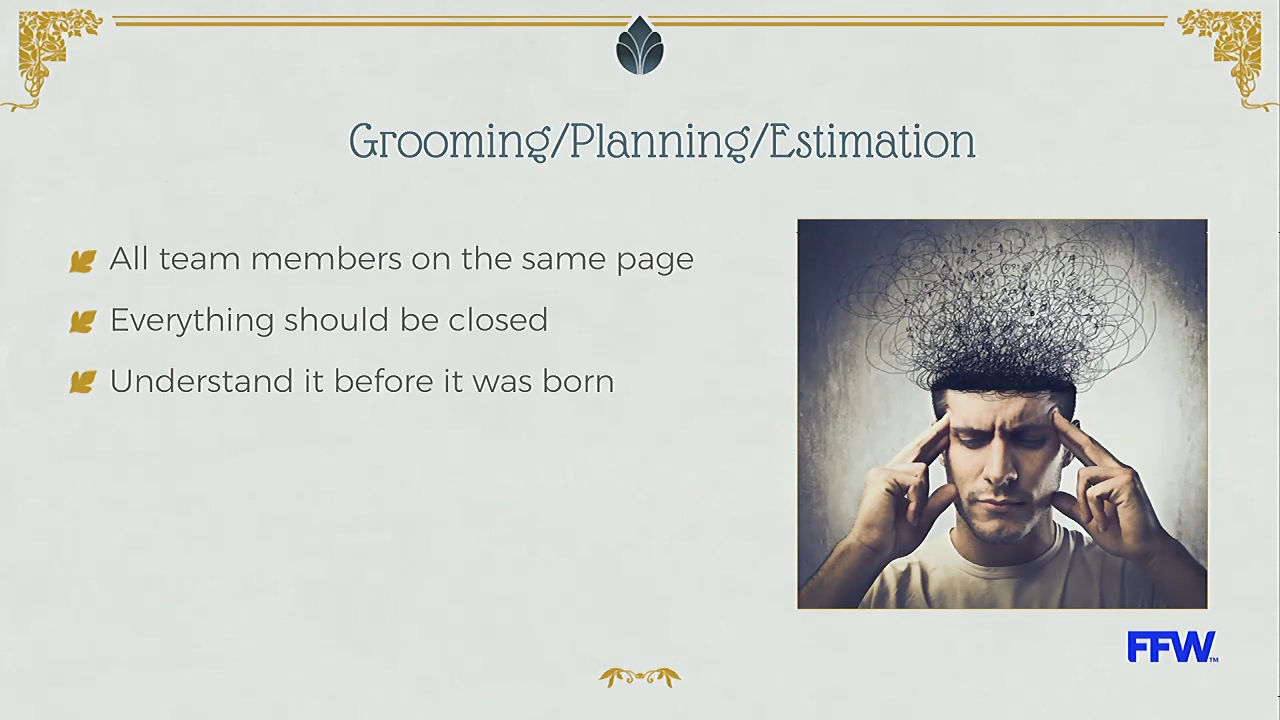 Grooming/Planning/Estimation
All team members on the same page
Everything should be closed
Understand it before it was born
FFW™